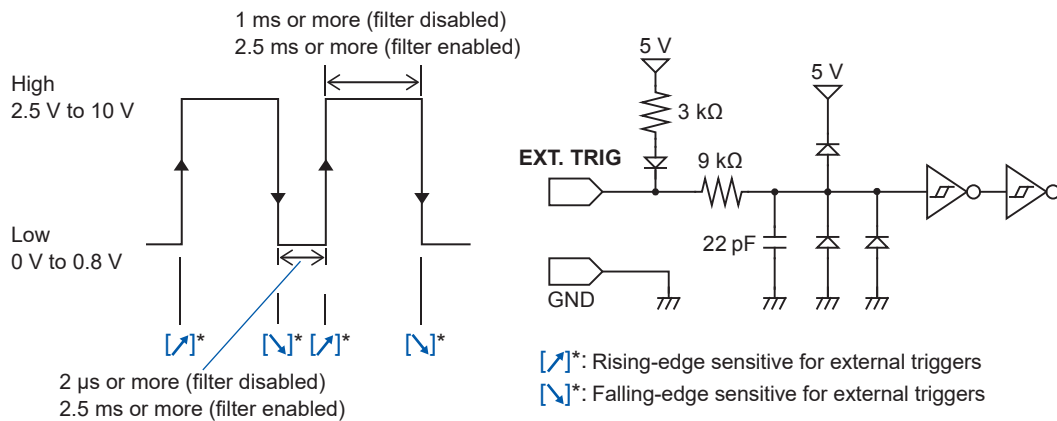 1 ms or more (filter disabled)
2.5 ms or more (filter enabled)
High
2.5 V to 10 V
Low
0 V to 0.8 V
[↗]* [↘]* [↗]* [↘]*
2 μs or more (filter disabled)
2.5 ms or more (filter enabled)
5 V
5 V
3 kΩ
EXT. TRIG
9 kΩ
22 pF
GND
[↗]*: Rising-edge sensitive for external triggers
[↘]*: Falling-edge sensitive for external triggers